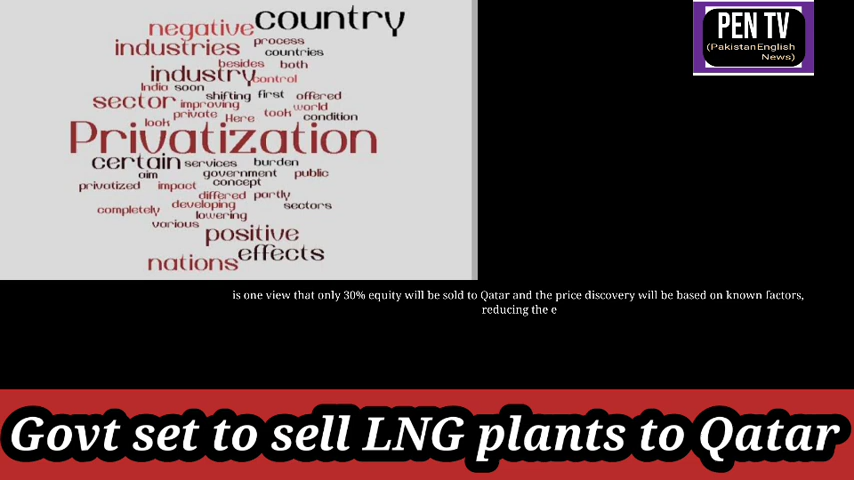 country
negative
industries process
countries
besides both
industry control
India soon
shifting first offered
sector improving world
private Here took condition
look
Privatization
certain services burden
aim government public
privatized impact concept
differed partly
completely developing sectors
lowering
various
positive
effects
nations
PEN TV
(PakistanEnglish
News)
is one view that only 30% equity will be sold to Qatar and the price discovery will be based on known factors,
reducing the e
Govt set to sell LNG plants to Qatar